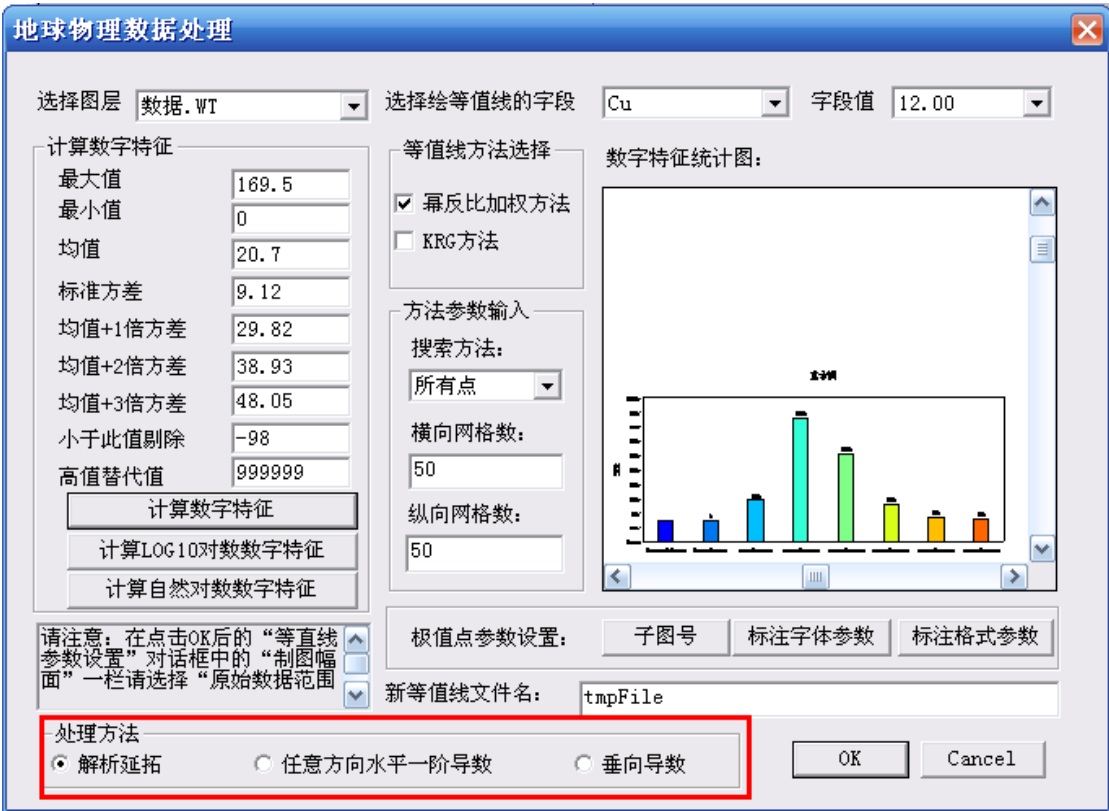 地球物理数据处理
选择图层 数据.WT 选择绘等值线的字段 Cu 字段值 12.00
计算数字特征
最大值 169.5
最小值 0
均值 20.7
标准方差 9.12
均值+1倍方差 29.82
均值+2倍方差 38.93
均值+3倍方差 48.05
小于此值剔除 -98
高值替代值 999999
计算数字特征
计算LOG10对数数字特征
计算自然对数数字特征
等值线方法选择
幂反比加权方法
KRG方法
方法参数输入
搜索方法:
所有点
横向网格数:
50
纵向网格数:
50
数字特征统计图:
请注意: 在点击OK后的“等直线
参数设置”对话框中的“制图幅
面”一栏请选择“原始数据范围
极值点参数设置: 子图号 标注字体参数 标注格式参数
新等值线文件名: tmpFile
处理方法
解析延拓 任意方向水平一阶导数 垂向导数
OK Cancel